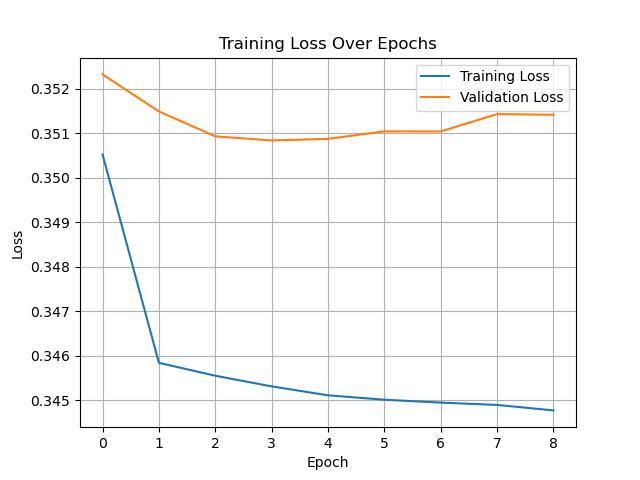 Training Loss Over Epochs
Training Loss
Validation Loss
0.352
0.351
0.350
0.349
0.348
0.347
0.346
0.345
Loss
0 1 2 3 4 5 6 7 8
Epoch